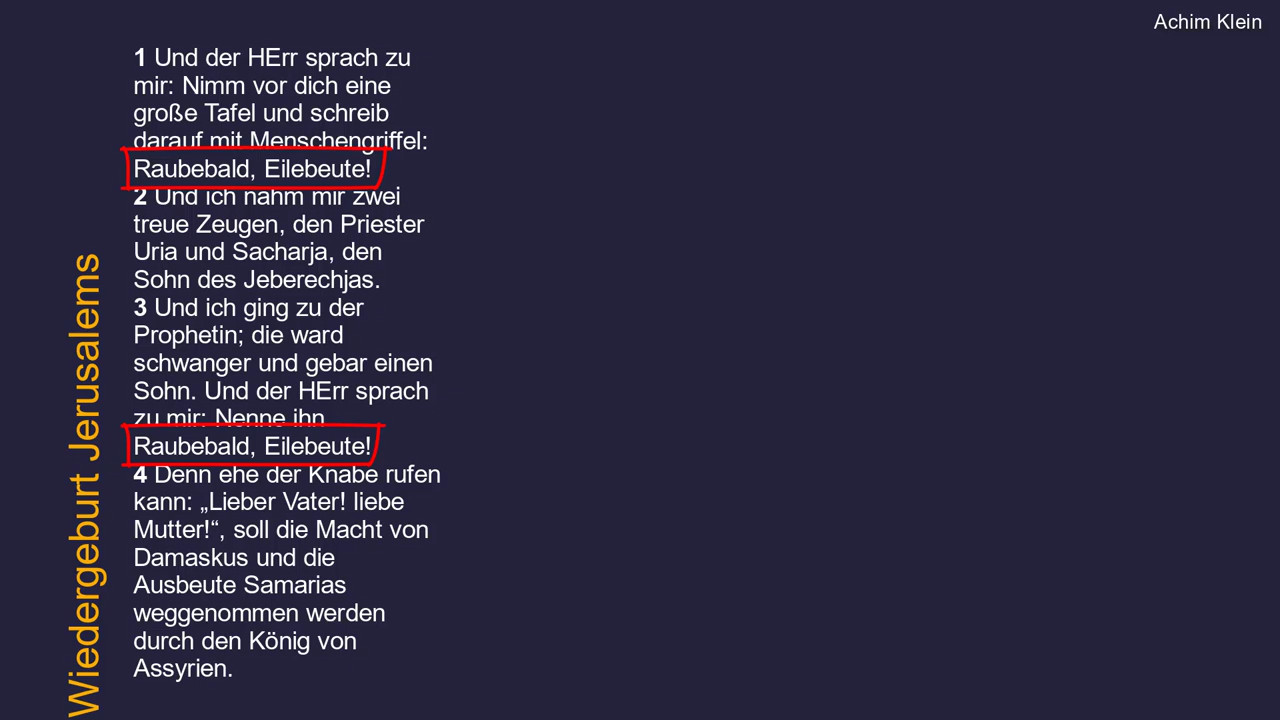 Achim Klein
1 Und der HErr sprach zu
mir: Nimm vor dich eine
große Tafel und schreib
darauf mit Menschengriffel:
Raubebald, Eilebeute!
2 Und ich nahm mir zwei
treue Zeugen, den Priester
Uria und Sacharja, den
Sohn des Jeberechjas.
3 Und ich ging zu der
Prophetin; die ward
schwanger und gebar einen
Sohn. Und der HErr sprach
zu mir: Nenne ihn
Raubebald, Eilebeute!
4 Denn ehe der Knabe rufen
kann: „Lieber Vater! liebe
Mutter!“, soll die Macht von
Damaskus und die
Ausbeute Samarias
weggenommen werden
durch den König von
Assyrien.
Wiedergeburt Jerusalems